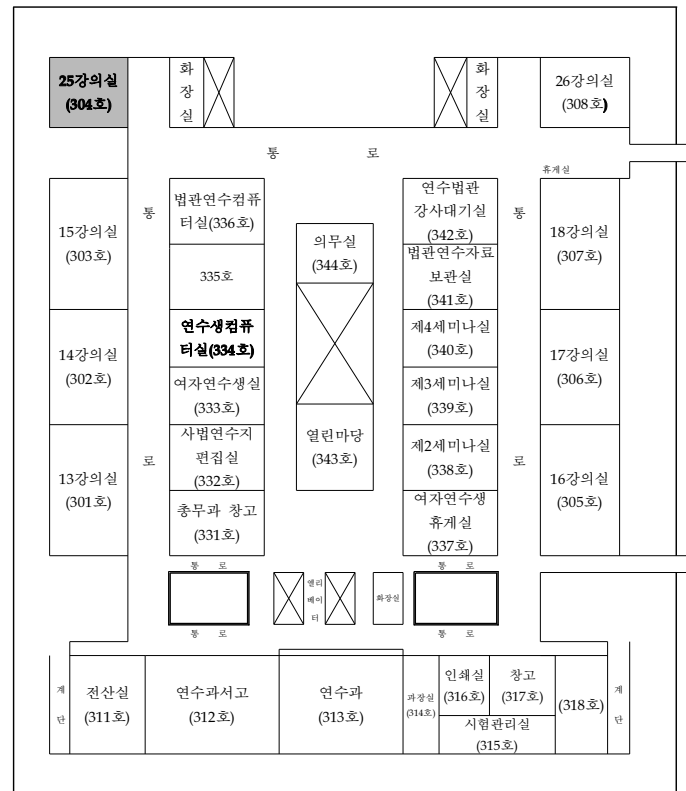 25강의실
(304호)
화
장
실
화
장
실
26강의실
(308호)
통 로
휴게실
15강의실
(303호)
통
법관연수컴퓨
터실(336호)
의무실
(344호)
연수법관
강사대기실
(342호)
통
18강의실
(307호)
335호
법관연수자료
보관실
(341호)
14강의실
(302호)
연수생컴퓨
터실(334호)
제4세미나실
(340호)
17강의실
(306호)
여자연수생실
(333호)
제3세미나실
(339호)
13강의실
(301호)
로
사법연수지
편집실
(332호)
열린마당
(343호)
제2세미나실
(338호)
로
16강의실
(305호)
총무과 창고
(331호)
여자연수생
휴게실
(337호)
통 로
통 로
엘리
베이
터
화장실
통 로
통 로
계
단
전산실
(311호)
연수과서고
(312호)
연수과
(313호)
과장실
(314호)
인쇄실
(316호)
창고
(317호)
시험관리실
(315호)
(318호)
계
단